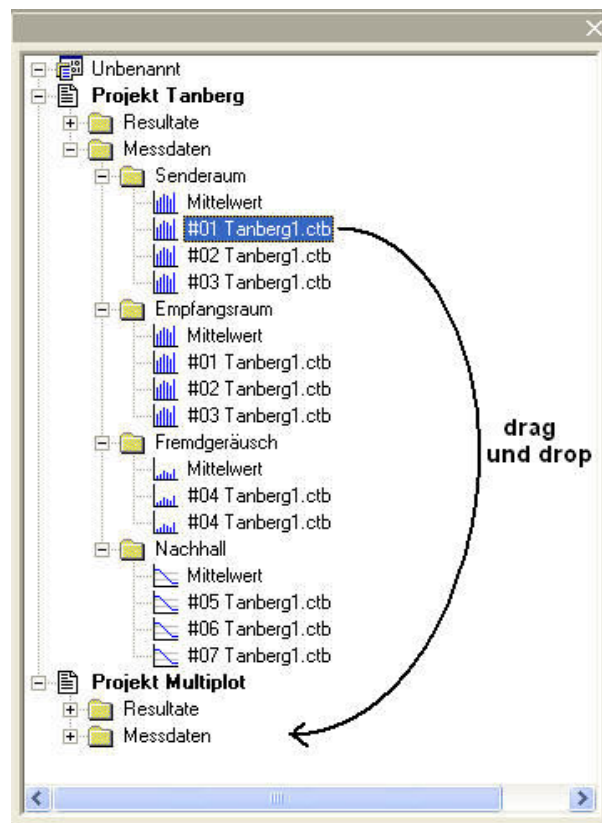 Unbenannt
Projekt Tanberg
Resultate
Messdaten
Senderaum
Mittelwert
#01 Tanberg1.ctb
#02 Tanberg1.ctb
#03 Tanberg1.ctb
Empfangsraum
Mittelwert
#01 Tanberg1.ctb
#02 Tanberg1.ctb
#03 Tanberg1.ctb
Fremdgeräusch
Mittelwert
#04 Tanberg1.ctb
#04 Tanberg1.ctb
Nachhall
Mittelwert
#05 Tanberg1.ctb
#06 Tanberg1.ctb
#07 Tanberg1.ctb
Projekt Multiplot
Resultate
Messdaten
drag
und drop